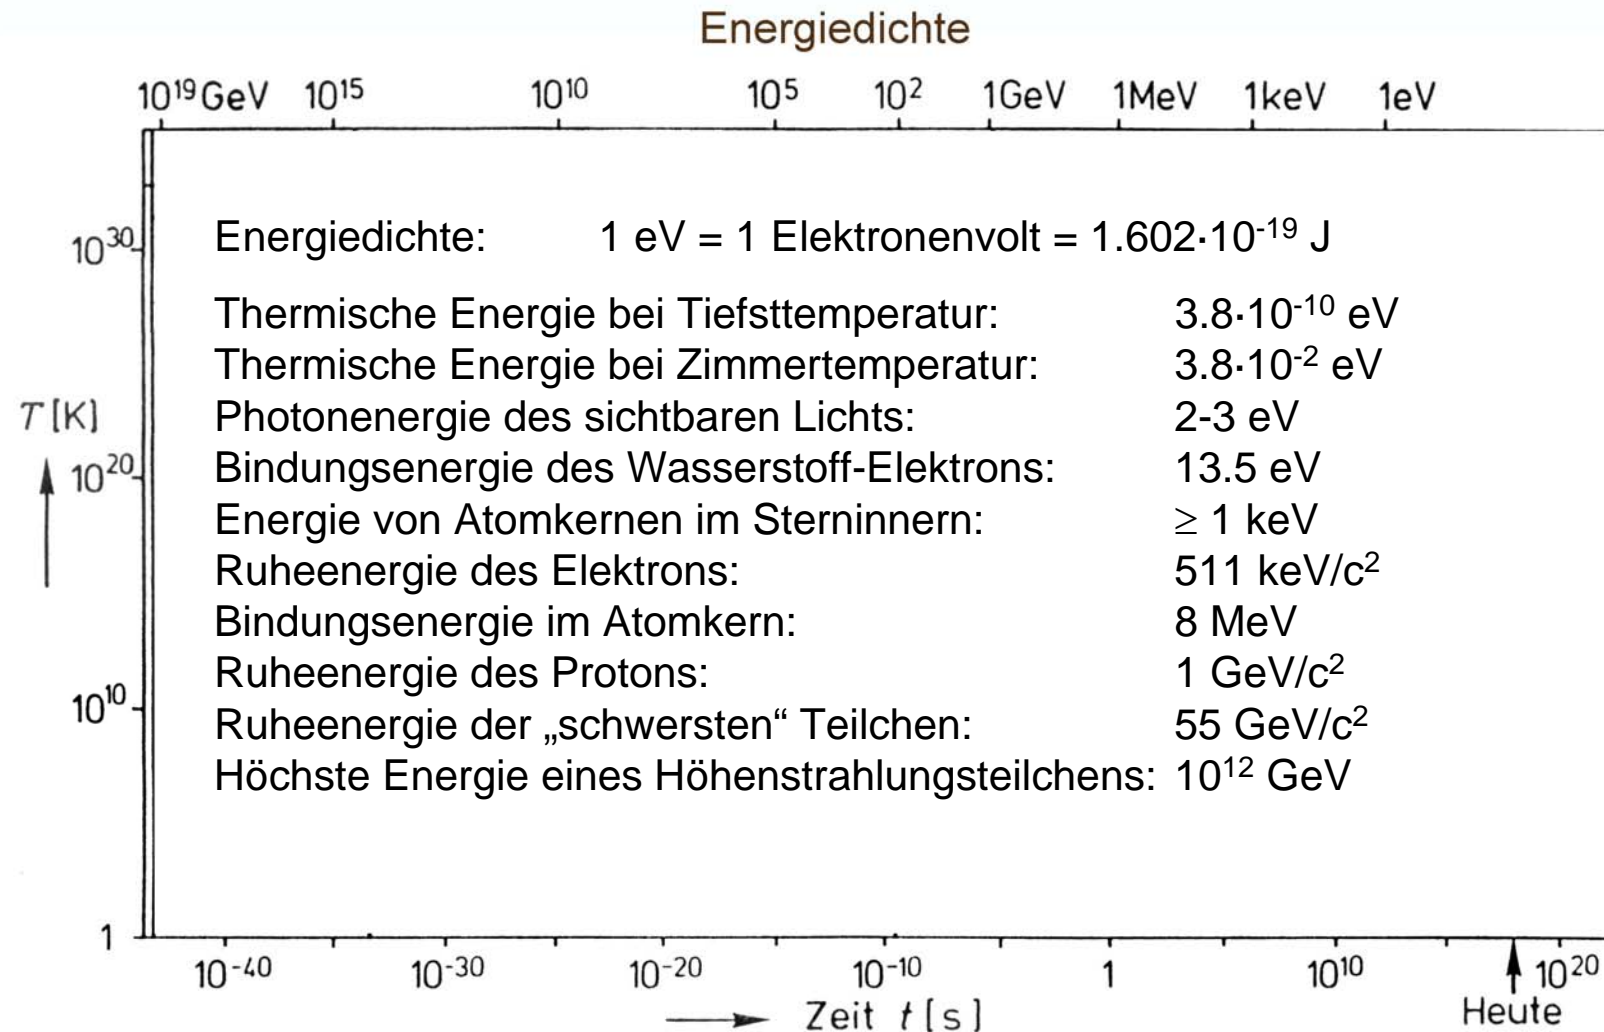 Energiedichte
10¹⁹ GeV 10¹⁵ 10¹⁰ 10⁵ 10² 1GeV 1MeV 1keV 1eV
10³⁰
Energiedichte: 1 eV = 1 Elektronenvolt = 1.602·10⁻¹⁹ J
Thermische Energie bei Tiefsttemperatur: 3.8·10⁻¹⁰ eV
Thermische Energie bei Zimmertemperatur: 3.8·10⁻² eV
T [K]
Photonenergie des sichtbaren Lichts: 2-3 eV
10²⁰
Bindungsenergie des Wasserstoff-Elektrons: 13.5 eV
Energie von Atomkernen im Sterninnern: ≥ 1 keV
Ruheenergie des Elektrons: 511 keV/c²
Bindungsenergie im Atomkern: 8 MeV
Ruheenergie des Protons: 1 GeV/c²
10¹⁰
Ruheenergie der „schwersten“ Teilchen: 55 GeV/c²
Höchste Energie eines Höhenstrahlungsteilchens: 10¹² GeV
1
10⁻⁴⁰ 10⁻³⁰ 10⁻²⁰ 10⁻¹⁰ 1 10¹⁰ 10²⁰
Zeit t [s] Heute